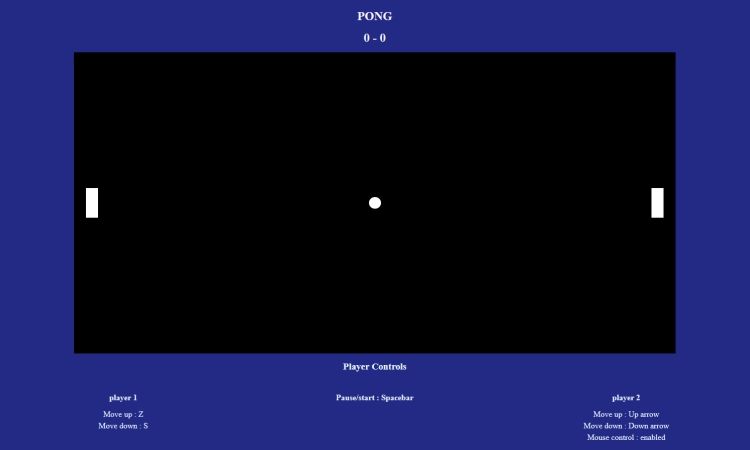 PONG
0 - 0
Player Controls
player 1
Move up : Z
Move down : S
Pause/start : Spacebar
player 2
Move up : Up arrow
Move down : Down arrow
Mouse control : enabled